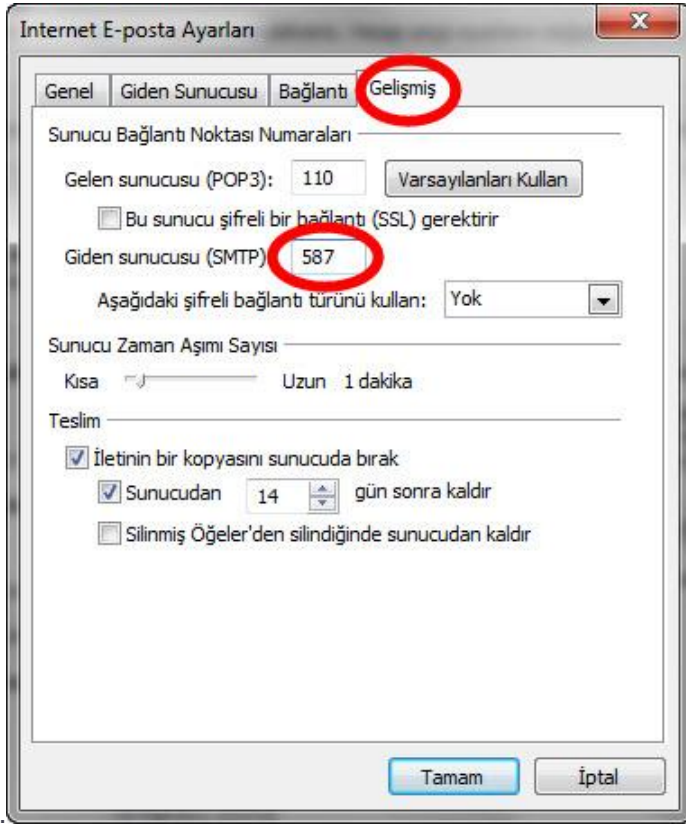 Internet E-posta Ayarları
Genel Giden Sunucusu Bağlantı Gelişmiş
Sunucu Bağlantı Noktası Numaraları
Gelen sunucusu (POP3): 110 Varsayılanları Kullan
Bu sunucu şifreli bir bağlantı (SSL) gerektirir
Giden sunucusu (SMTP) 587
Aşağıdaki şifreli bağlantı türünü kullan: Yok
Sunucu Zaman Aşımı Sayısı
Kısa Uzun 1 dakika
Teslim
İletinin bir kopyasını sunucuda bırak
Sunucudan 14 gün sonra kaldır
Silinmiş Öğeler'den silindiğinde sunucudan kaldır
Tamam İptal